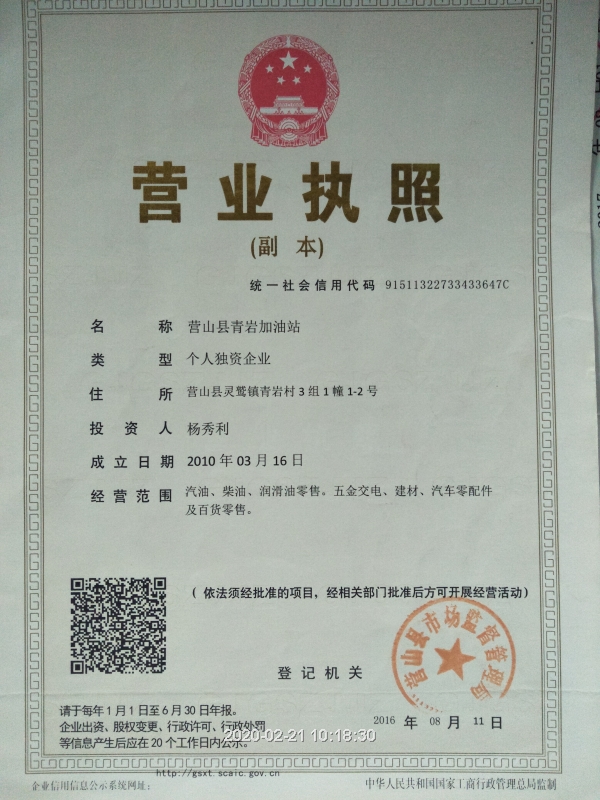 营业执照
(副 本)
统一社会信用代码 91511322733433647C
名 称 营山县青岩加油站
类 型 个人独资企业
住 所 营山县灵鹫镇青岩村3组1幢1-2号
投 资 人 杨秀利
成立日期 2010年03月16日
经营范围 汽油、柴油、润滑油零售。五金交电、建材、汽车零配件
及百货零售。
(依法须经批准的项目，经相关部门批准后方可开展经营活动)
登记机关
营山县市场监督管理局
2016 年 08 月 11 日
请于每年1月1日至6月30日年报。
企业出资、股权变更、行政许可、行政处罚
等信息产生后应在20个工作日内公示。
2020-02-21 10:18:30
http://gsxt.scaic.gov.cn
企业信用信息公示系统网址：
中华人民共和国国家工商行政管理总局监制